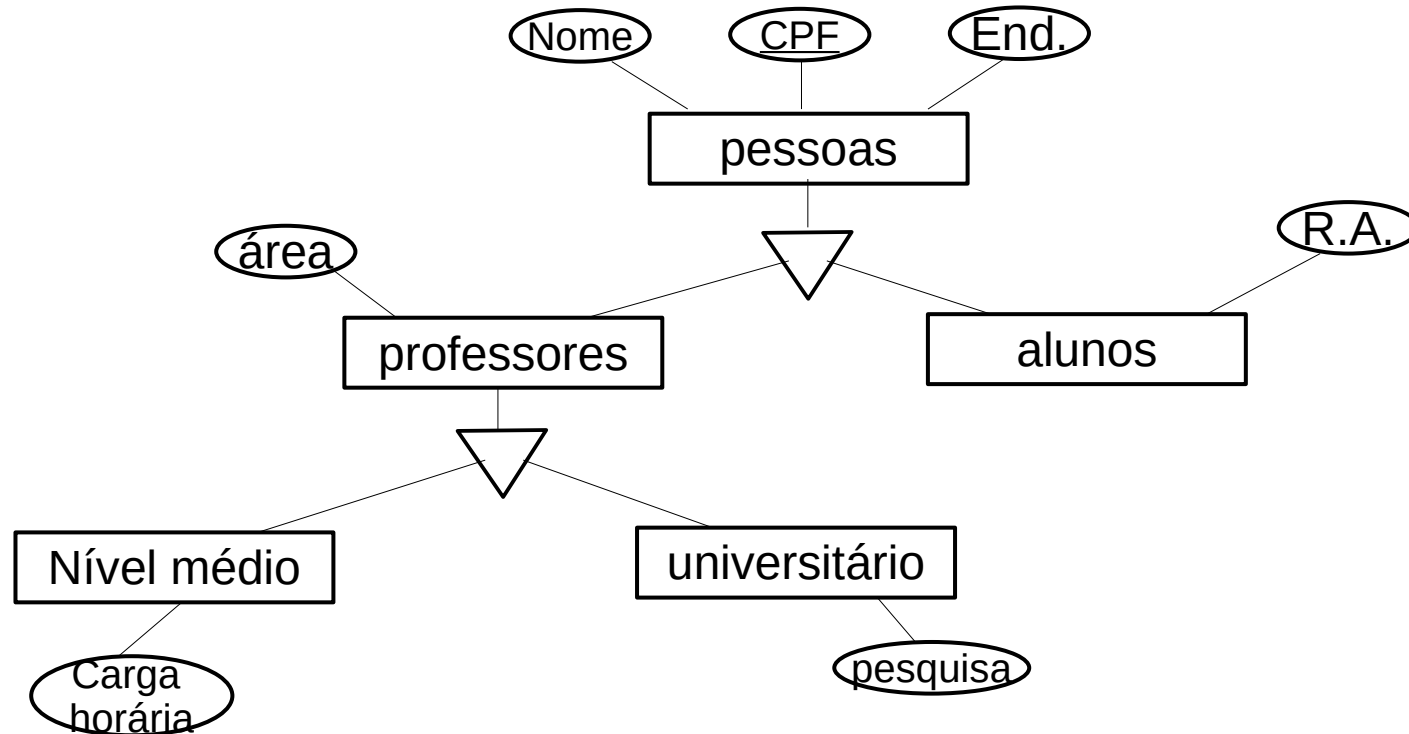 Nome
CPF
End.
pessoas
área
R.A.
professores
alunos
Nível médio
universitário
Carga
horária
pesquisa